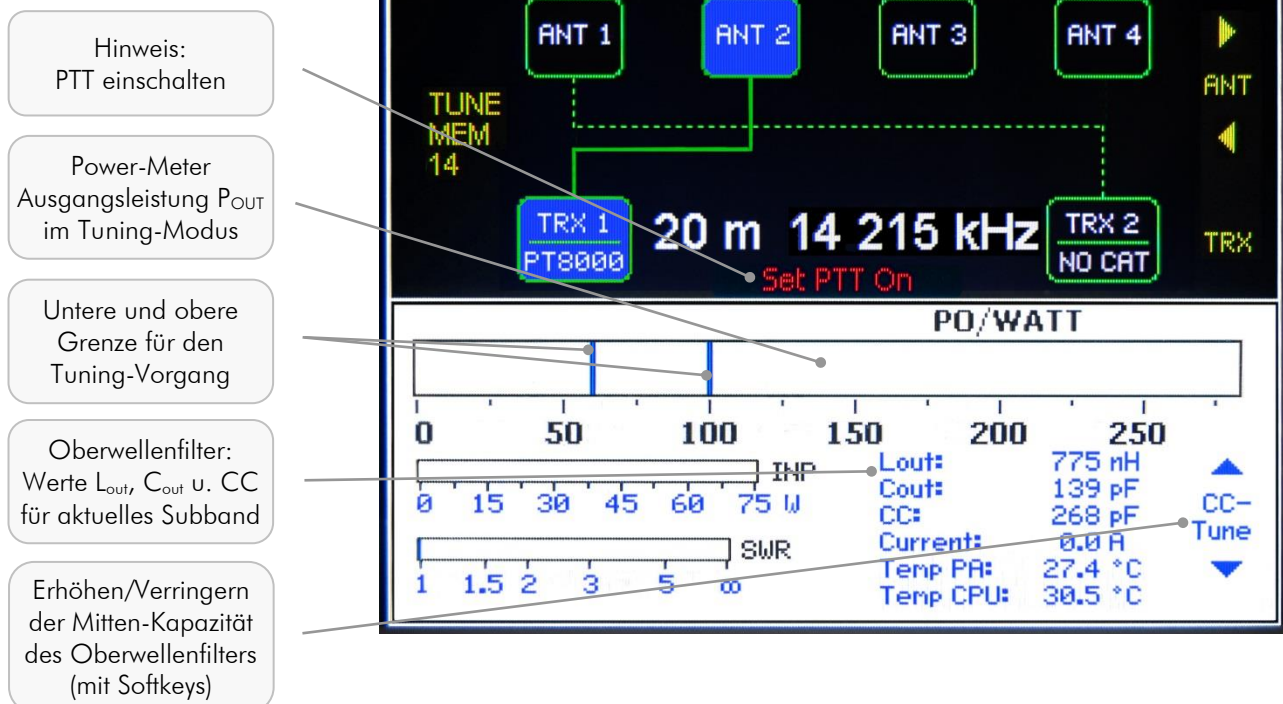 Hinweis:
PTT einschalten
Power-Meter
Ausgangsleistung POUT
im Tuning-Modus
Untere und obere
Grenze für den
Tuning-Vorgang
Oberwellenfilter:
Werte Lout, Cout u. CC
für aktuelles Subband
Erhöhen/Verringern
der Mitten-Kapazität
des Oberwellenfilters
(mit Softkeys)
ANT 1 ANT 2 ANT 3 ANT 4
ANT
TUNE
MEM
14
TRX 1
PT8000
20 m 14 215 kHz
TRX 2
NO CAT
TRX
Set PTT On
PO/WATT
0 50 100 150 200 250
INP
0 15 30 45 60 75 W
SWR
1 1.5 2 3 5 ∞
Lout: 775 nH
Cout: 139 pF
CC: 268 pF
Current: 0.0 A
Temp PA: 27.4 °C
Temp CPU: 30.5 °C
CC-
Tune